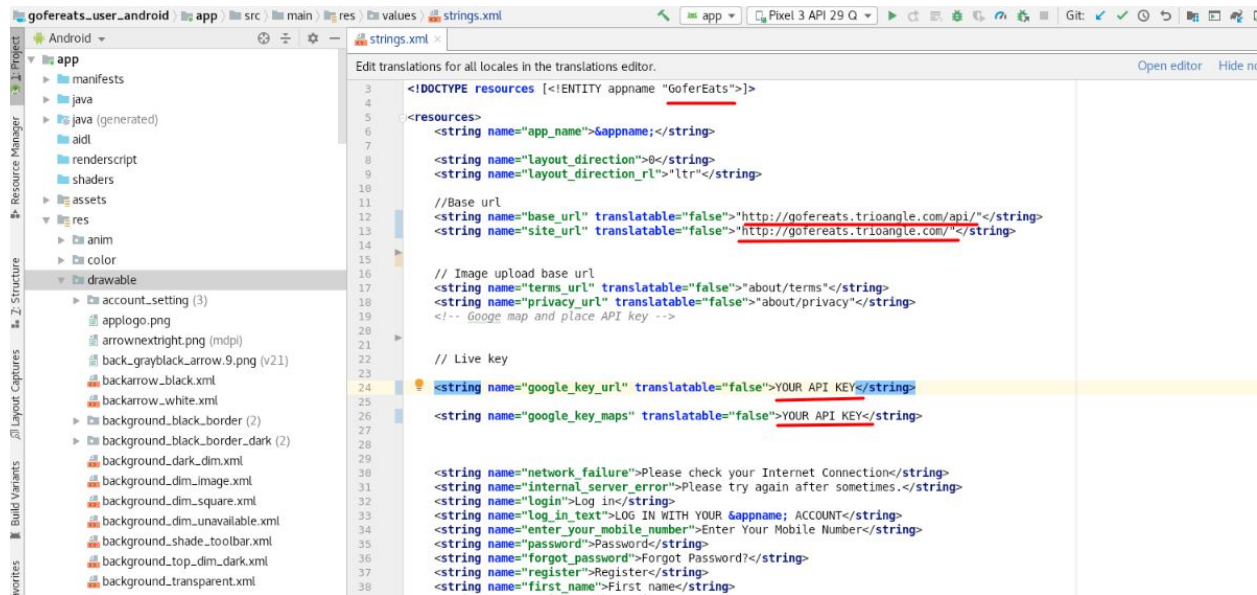 gofereats_user_android app src main res values strings.xml app Pixel 3 API 29 Q Git:
Android
strings.xml
1: Project
Resource Manager
Z: Structure
Layout Captures
Build Variants
app
manifests
java
java (generated)
aidl
renderscript
shaders
assets
res
anim
color
drawable
account_setting (3)
applogo.png
arrownextright.png (mdpi)
back_grayblack_arrow.9.png (v21)
backarrow_black.xml
backarrow_white.xml
background_black_border (2)
background_black_border_dark (2)
background_dark_dim.xml
background_dim_image.xml
background_dim_square.xml
background_dim_unavailable.xml
background_shade_toolbar.xml
background_top_dim_dark.xml
background_transparent.xml
Edit translations for all locales in the translations editor. Open editor Hide
3 <!DOCTYPE resources [<!ENTITY appname "GoferEats">]>
4
5 <resources>
6 <string name="app_name">&appname;</string>
7
8 <string name="layout_direction">0</string>
9 <string name="layout_direction_rl">"ltr"</string>
10
11 //Base url
12 <string name="base_url" translatable="false">"http://gofereats.trioangle.com/api/"</string>
13 <string name="site_url" translatable="false">"http://gofereats.trioangle.com/"</string>
14
15
16 // Image upload base url
17 <string name="terms_url" translatable="false">"about/terms"</string>
18 <string name="privacy_url" translatable="false">"about/privacy"</string>
19 <!-- Googe map and place API key -->
20
21
22 // Live key
23
24 <string name="google_key_url" translatable="false">YOUR API KEY</string>
25
26 <string name="google_key_maps" translatable="false">YOUR API KEY</string>
27
28
29
30 <string name="network_failure">Please check your Internet Connection</string>
31 <string name="internal_server_error">Please try again after sometimes.</string>
32 <string name="login">Log in</string>
33 <string name="log_in_text">LOG IN WITH YOUR &appname; ACCOUNT</string>
34 <string name="enter_your_mobile_number">Enter Your Mobile Number</string>
35 <string name="password">Password</string>
36 <string name="forgot_password">Forgot Password?</string>
37 <string name="register">Register</string>
38 <string name="first_name">First name</string>